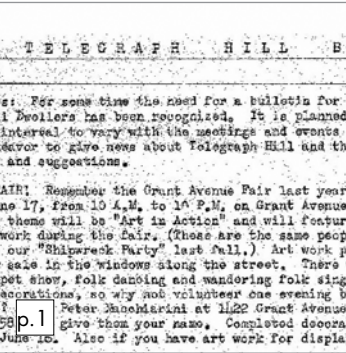 T E L E G R A P H H I L L B
s: For some time the need for a bulletin for
l Dwellers has been recognized. It is planned
interval to vary with the meetings and events
eavor to give news about Telegraph Hill and th
and suggestions.
AIR: Remember the Grant Avenue Fair last year
ne 17, from 10 A.M. to 10 P.M. on Grant Avenue
theme will be "Art in Action" and will featur
work during the fair. (These are the same peop
our "Shipwreck Party" last fall.) Art work p
sale in the windows along the street. There
pet show, folk dancing and wandering folk sing
ecorations, so why not volunteer one evening b
Peter Macchiarini at 1422 Grant Avenue
58 give them your name. Completed decora
June 16. Also if you have art work for displa
p.1